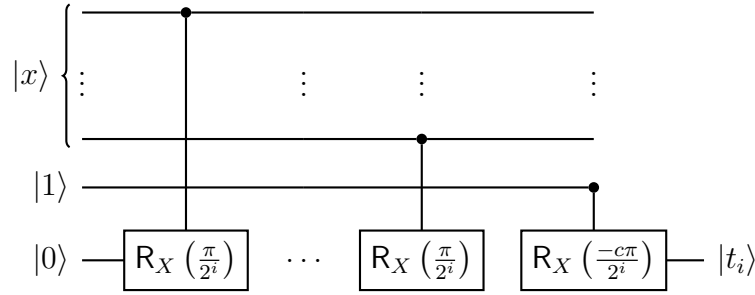 |x⟩
⋮ ⋮ ⋮ ⋮
|1⟩
|0⟩ R_X (π/2^i) ⋯ R_X (π/2^i) R_X (−cπ/2^i) |t_i⟩